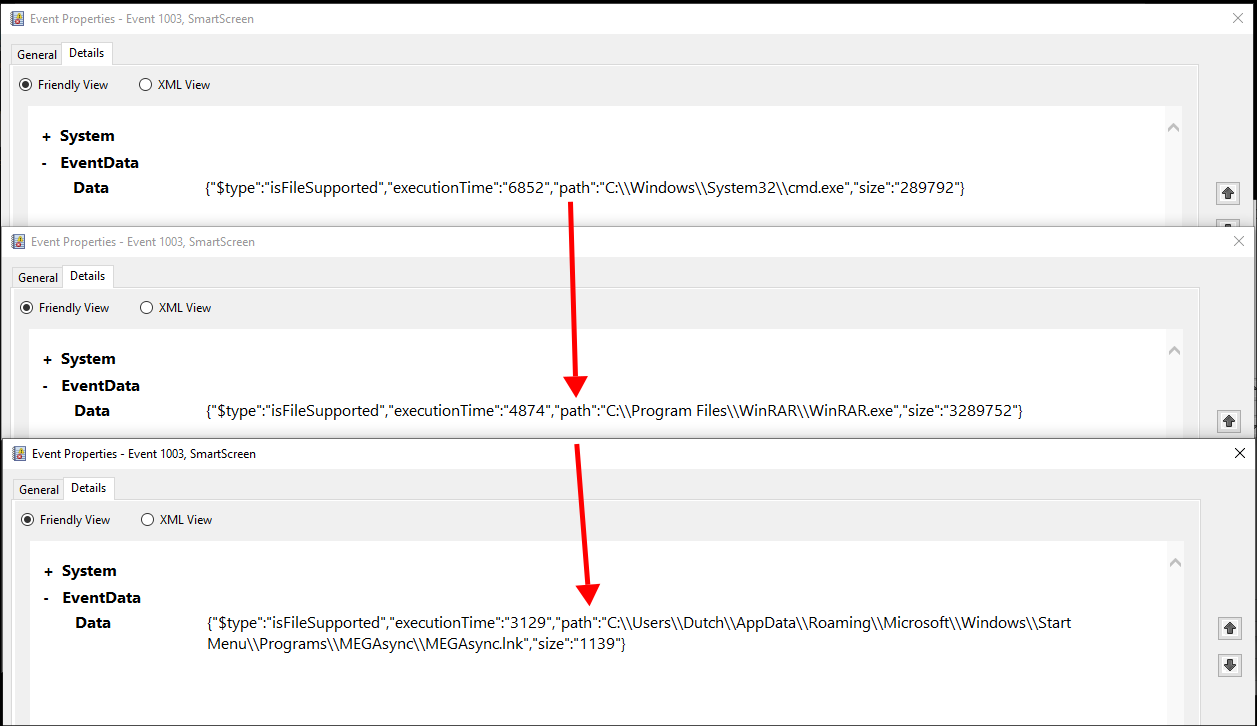 Event Properties - Event 1003, SmartScreen
General Details
Friendly View XML View
+ System
- EventData
Data {"$type":"isFileSupported","executionTime":"6852","path":"C:\\Windows\\System32\\cmd.exe","size":"289792"}
Event Properties - Event 1003, SmartScreen
General Details
Friendly View XML View
+ System
- EventData
Data {"$type":"isFileSupported","executionTime":"4874","path":"C:\\Program Files\\WinRAR\\WinRAR.exe","size":"3289752"}
Event Properties - Event 1003, SmartScreen
General Details
Friendly View XML View
+ System
- EventData
Data {"$type":"isFileSupported","executionTime":"3129","path":"C:\\Users\\Dutch\\AppData\\Roaming\\Microsoft\\Windows\\Start
Menu\\Programs\\MEGAsync\\MEGAsync.lnk","size":"1139"}